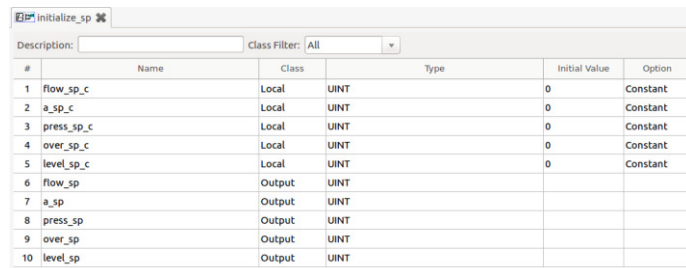 initialize_sp
Description: Class Filter: All
# Name Class Type Initial Value Option
1 flow_sp_c Local UINT 0 Constant
2 a_sp_c Local UINT 0 Constant
3 press_sp_c Local UINT 0 Constant
4 over_sp_c Local UINT 0 Constant
5 level_sp_c Local UINT 0 Constant
6 flow_sp Output UINT
7 a_sp Output UINT
8 press_sp Output UINT
9 over_sp Output UINT
10 level_sp Output UINT